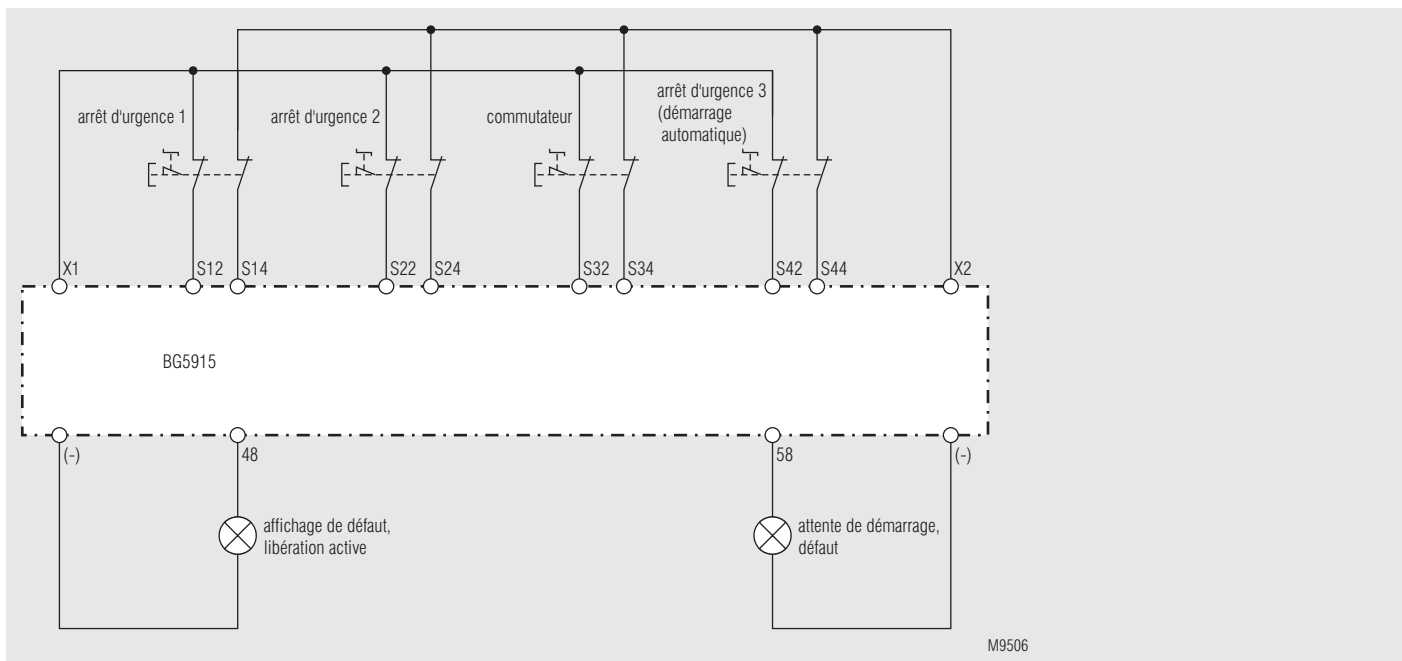 arrêt d'urgence 1
arrêt d'urgence 2
commutateur
arrêt d'urgence 3
(démarrage
automatique)
X1
S12
S14
S22
S24
S32
S34
S42
S44
X2
BG5915
(-)
48
58
(-)
affichage de défaut,
libération active
attente de démarrage,
défaut
M9506